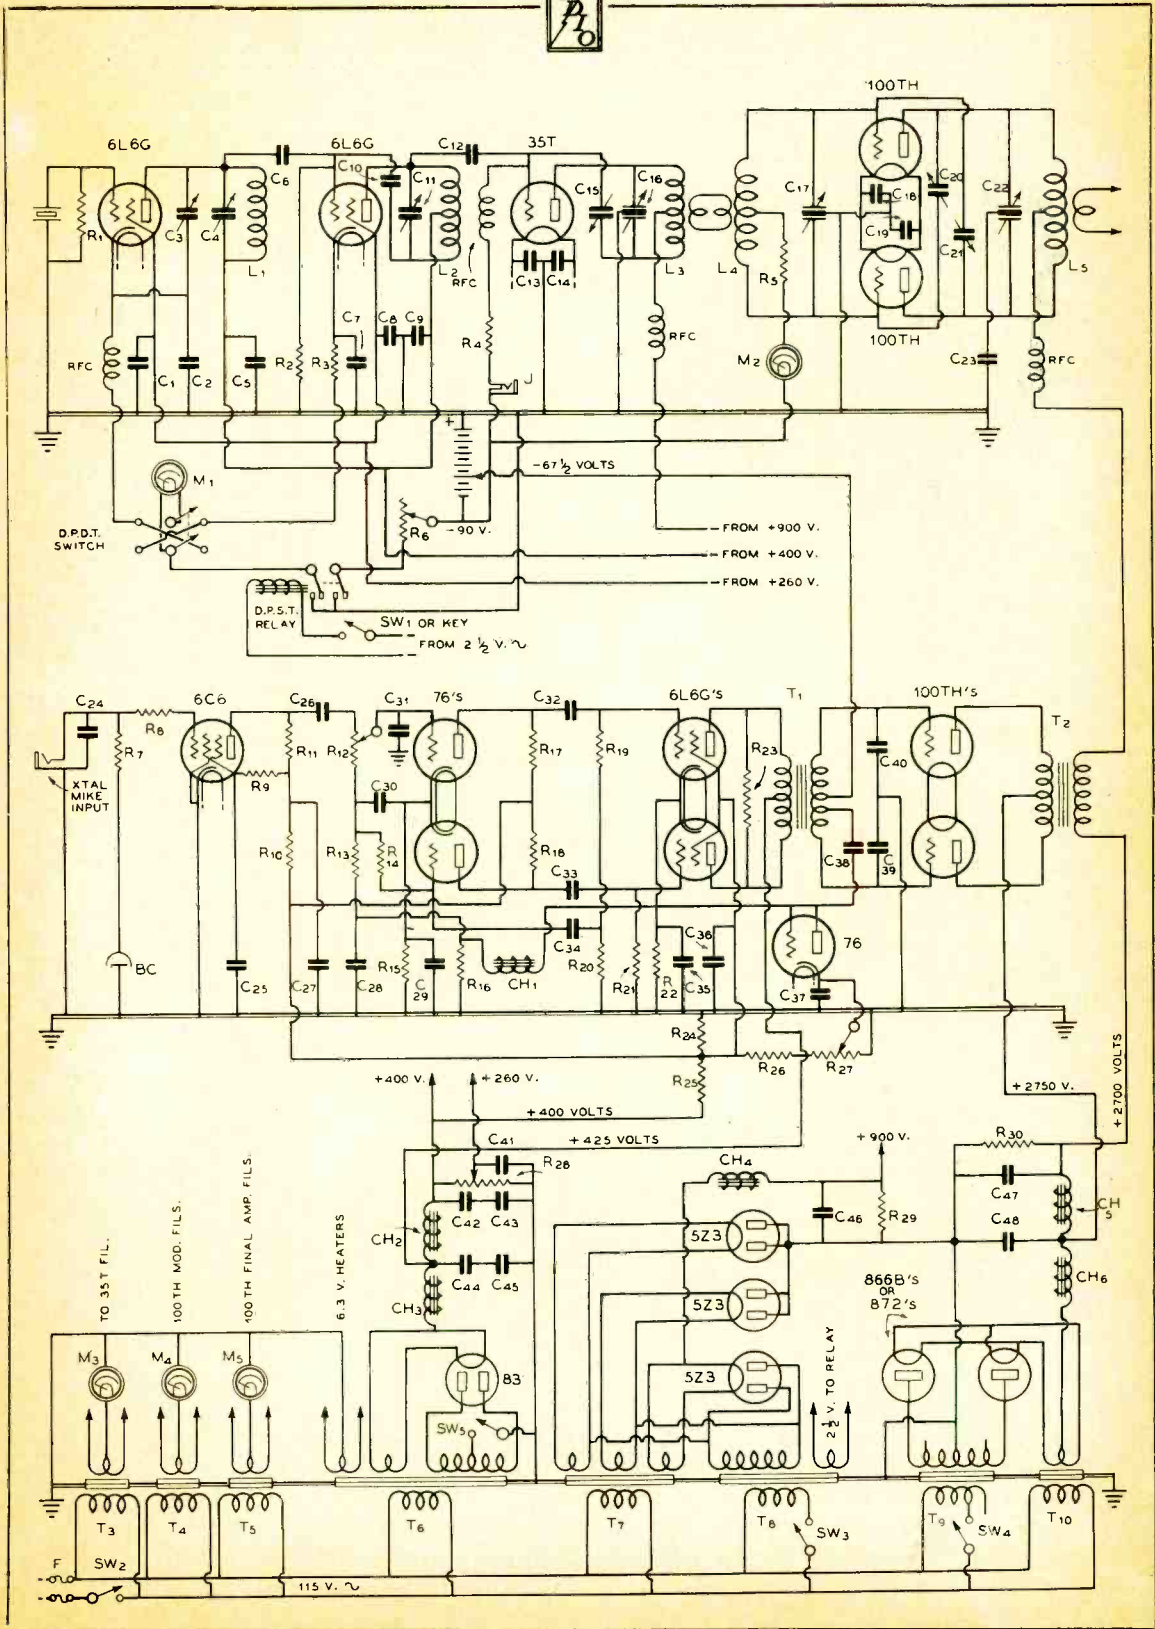 DIO
100TH
6L6G
6L6G
35T
C6
C12
C10
C11
C15
C16
C17
C18
C19
C20
C21
C22
R1
C3
C4
L1
L2
RFC
C13
C14
L3
L4
R5
L5
100TH
RFC
C1
C2
C5
C7
C8
C9
R2
R3
R4
J
RFC
M2
C23
RFC
+
-67 ½ VOLTS
M1
D.P.D.T.
SWITCH
R6
-90 V.
FROM +900 V.
FROM +400 V.
FROM +260 V.
D.P.S.T.
RELAY
SW1 OR KEY
FROM 2 ½ V. ~
C24
6C6
C26
C31
76's
C32
6L6G'S
T1
100TH'S
T2
R8
R7
R11
R12
R17
R19
R23
C40
XTAL
MIKE
INPUT
R9
C30
R10
R13
R14
R18
C33
C38
C39
BC
C25
C27
C28
R15
C29
R16
CH1
C34
R20
R21
R22
C36
C35
76
C37
R24
R26
R27
R25
+400 V.
+260 V.
+400 VOLTS
+425 VOLTS
+2750 V.
+2700 VOLTS
C41
R28
CH4
+900 V.
R30
C47
C42
C43
CH2
C46
R29
C48
CH5
5Z3
C44
C45
CH3
5Z3
CH6
866B's
OR
872's
TO 35T FIL.
100TH MOD. FILS.
100TH FINAL AMP. FILS.
6.3 V. HEATERS
M3
M4
M5
83
SW5
5Z3
2½ V. TO RELAY
T3
T4
T5
T6
T7
T8
SW3
T9
SW4
T10
F
SW2
115 V. ~